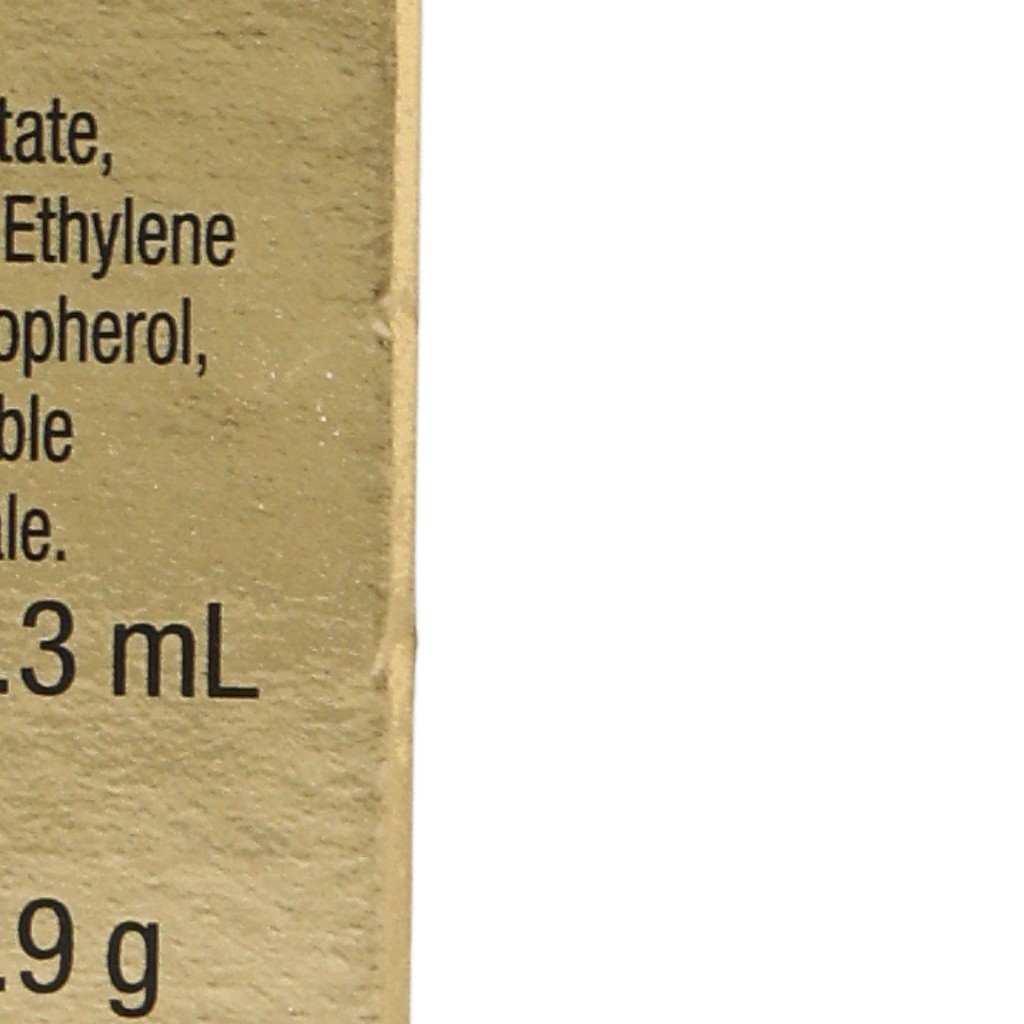 tate,
Ethylene
opherol,
ble
le.
.3 mL
.9 g